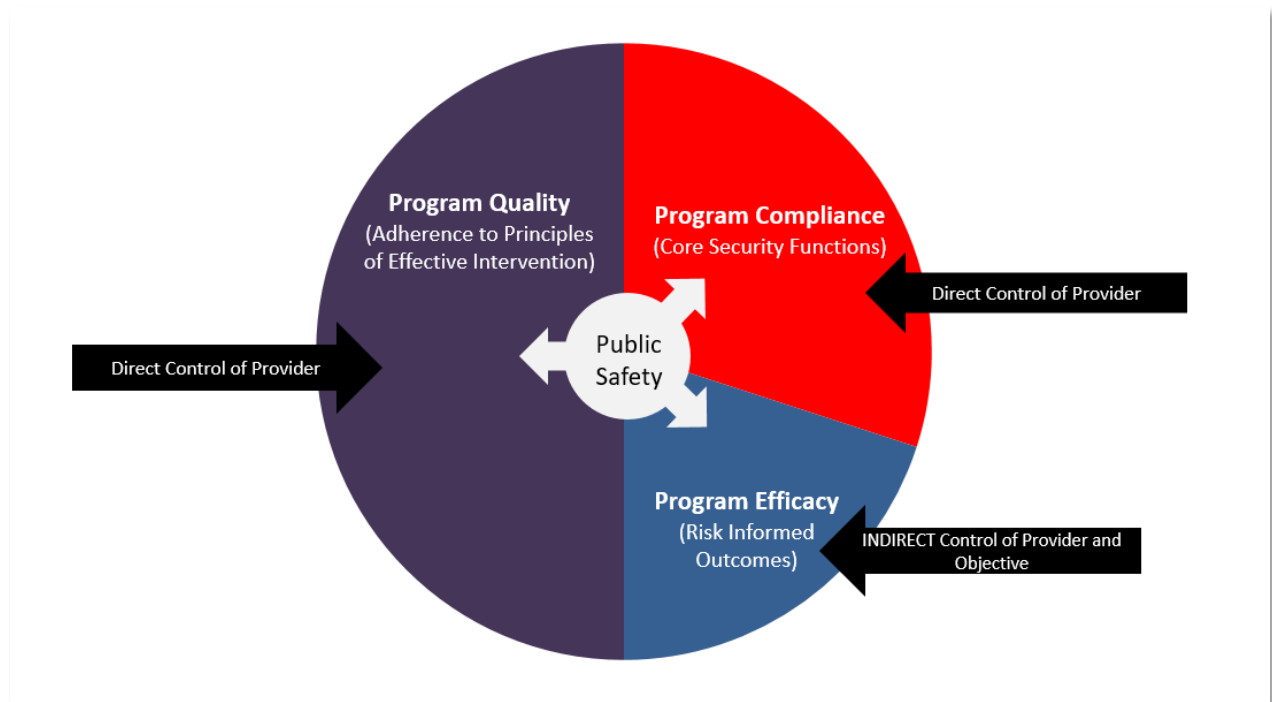 Program Quality
(Adherence to Principles
of Effective Intervention)
Program Compliance
(Core Security Functions)
Direct Control of Provider
Public
Safety
Direct Control of Provider
Program Efficacy
(Risk Informed
Outcomes)
INDIRECT Control of Provider and
Objective